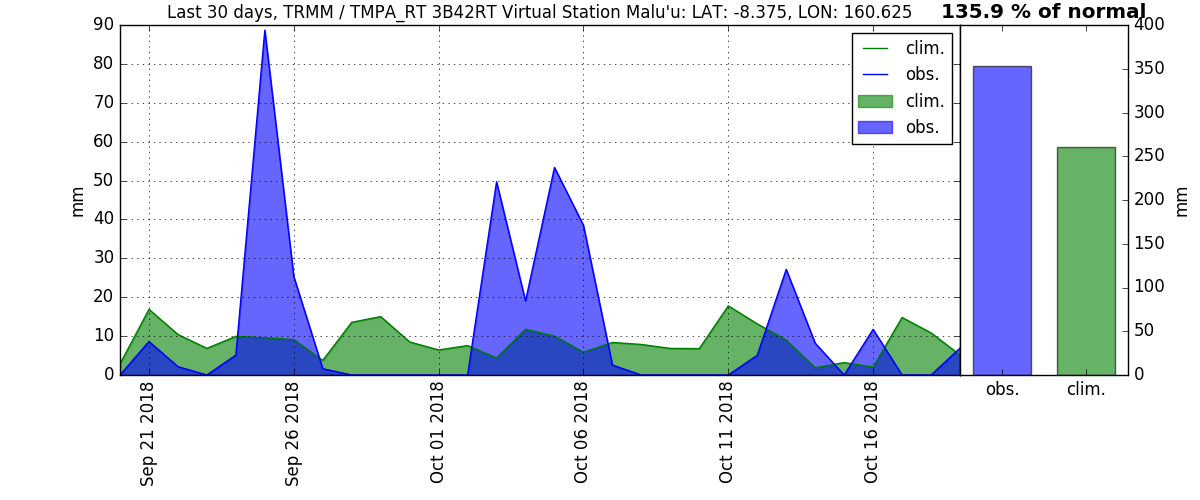 Last 30 days, TRMM / TMPA_RT 3B42RT Virtual Station Malu'u: LAT: -8.375, LON: 160.625
135.9 % of normal
90
80
70
60
50
40
30
20
10
0
mm
clim.
obs.
clim.
obs.
Sep 21 2018
Sep 26 2018
Oct 01 2018
Oct 06 2018
Oct 11 2018
Oct 16 2018
400
350
300
250
200
150
100
50
0
mm
obs.
clim.